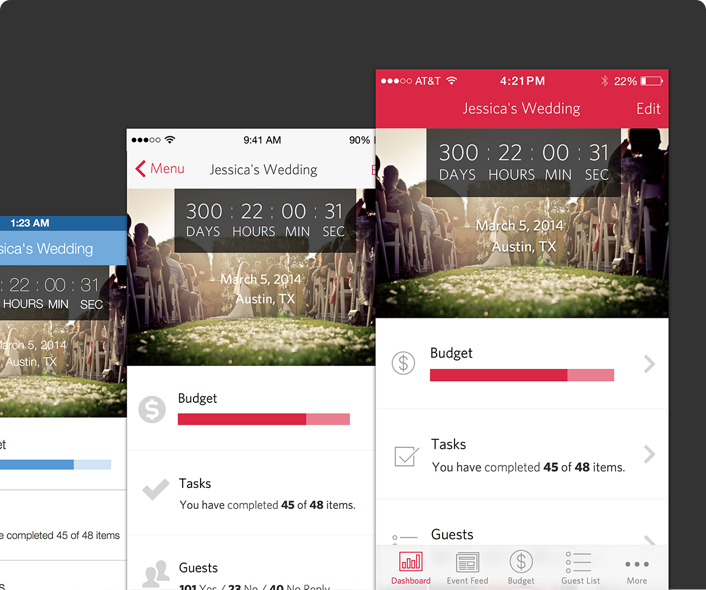 AT&T 4:21PM 22%
Jessica's Wedding Edit
300 : 22 : 00 : 31
DAYS HOURS MIN SEC
March 5, 2014
Austin, TX
Budget
Tasks
You have completed 45 of 48 items.
Guests
Dashboard Event Feed Budget Guest List More
9:41 AM 90%
Menu Jessica's Wedding
300 : 22 : 00 : 31
DAYS HOURS MIN SEC
March 5, 2014
Austin, TX
Budget
Tasks
You have completed 45 of 48 items.
Guests
101 Yes / 23 No / 40 No Reply
1:23 AM
sica's Wedding
: 22 : 00 : 31
HOURS MIN SEC
arch 5, 2014
Austin, TX
et
e completed 45 of 48 items
s